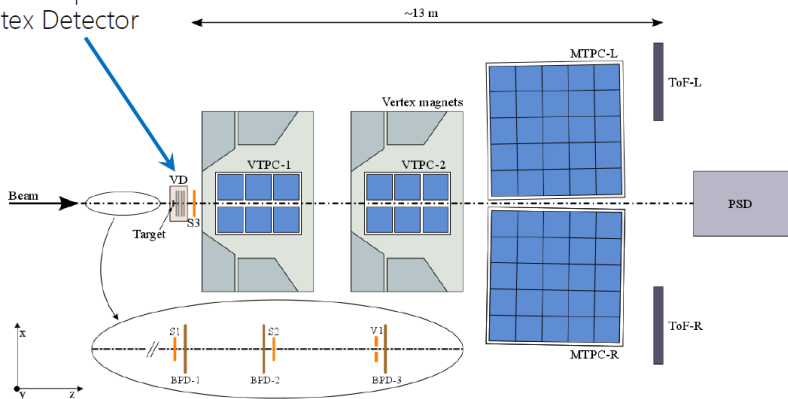 tex Detector
~13 m
MTPC-L
ToF-L
Vertex magnets
VTPC-1
VTPC-2
VD
Beam
S3
Target
PSD
S1
S2
V1
BPD-1
BPD-2
BPD-3
ToF-R
MTPC-R
x
y
z